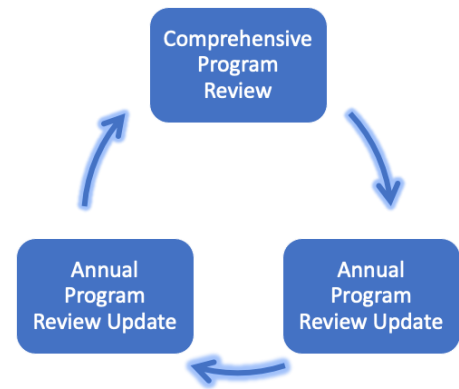 Comprehensive
Program
Review
Annual
Program
Review Update
Annual
Program
Review Update